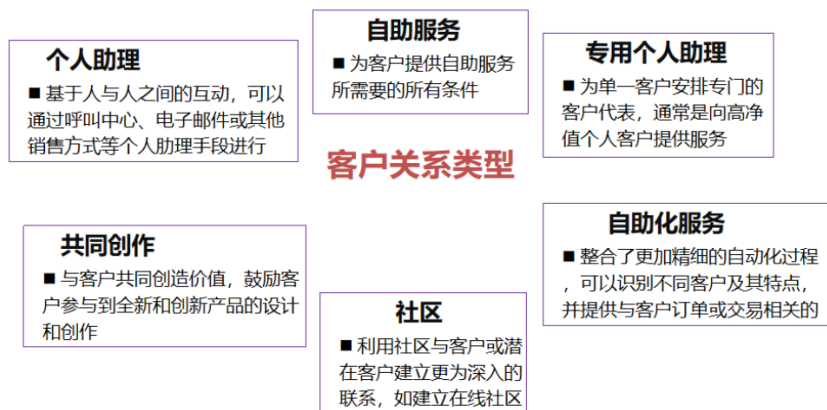 个人助理
■ 基于人与人之间的互动，可以
通过呼叫中心、电子邮件或其他
销售方式等个人助理手段进行
自助服务
■ 为客户提供自助服务
所需要的所有条件
专用个人助理
■ 为单一客户安排专门的
客户代表，通常是向高净
值个人客户提供服务
客户关系类型
共同创作
■ 与客户共同创造价值，鼓励客
户参与到全新和创新产品的设计
和创作
社区
■ 利用社区与客户或潜
在客户建立更为深入的
联系，如建立在线社区
自助化服务
■ 整合了更加精细的自动化过程
，可以识别不同客户及其特点，
并提供与客户订单或交易相关的